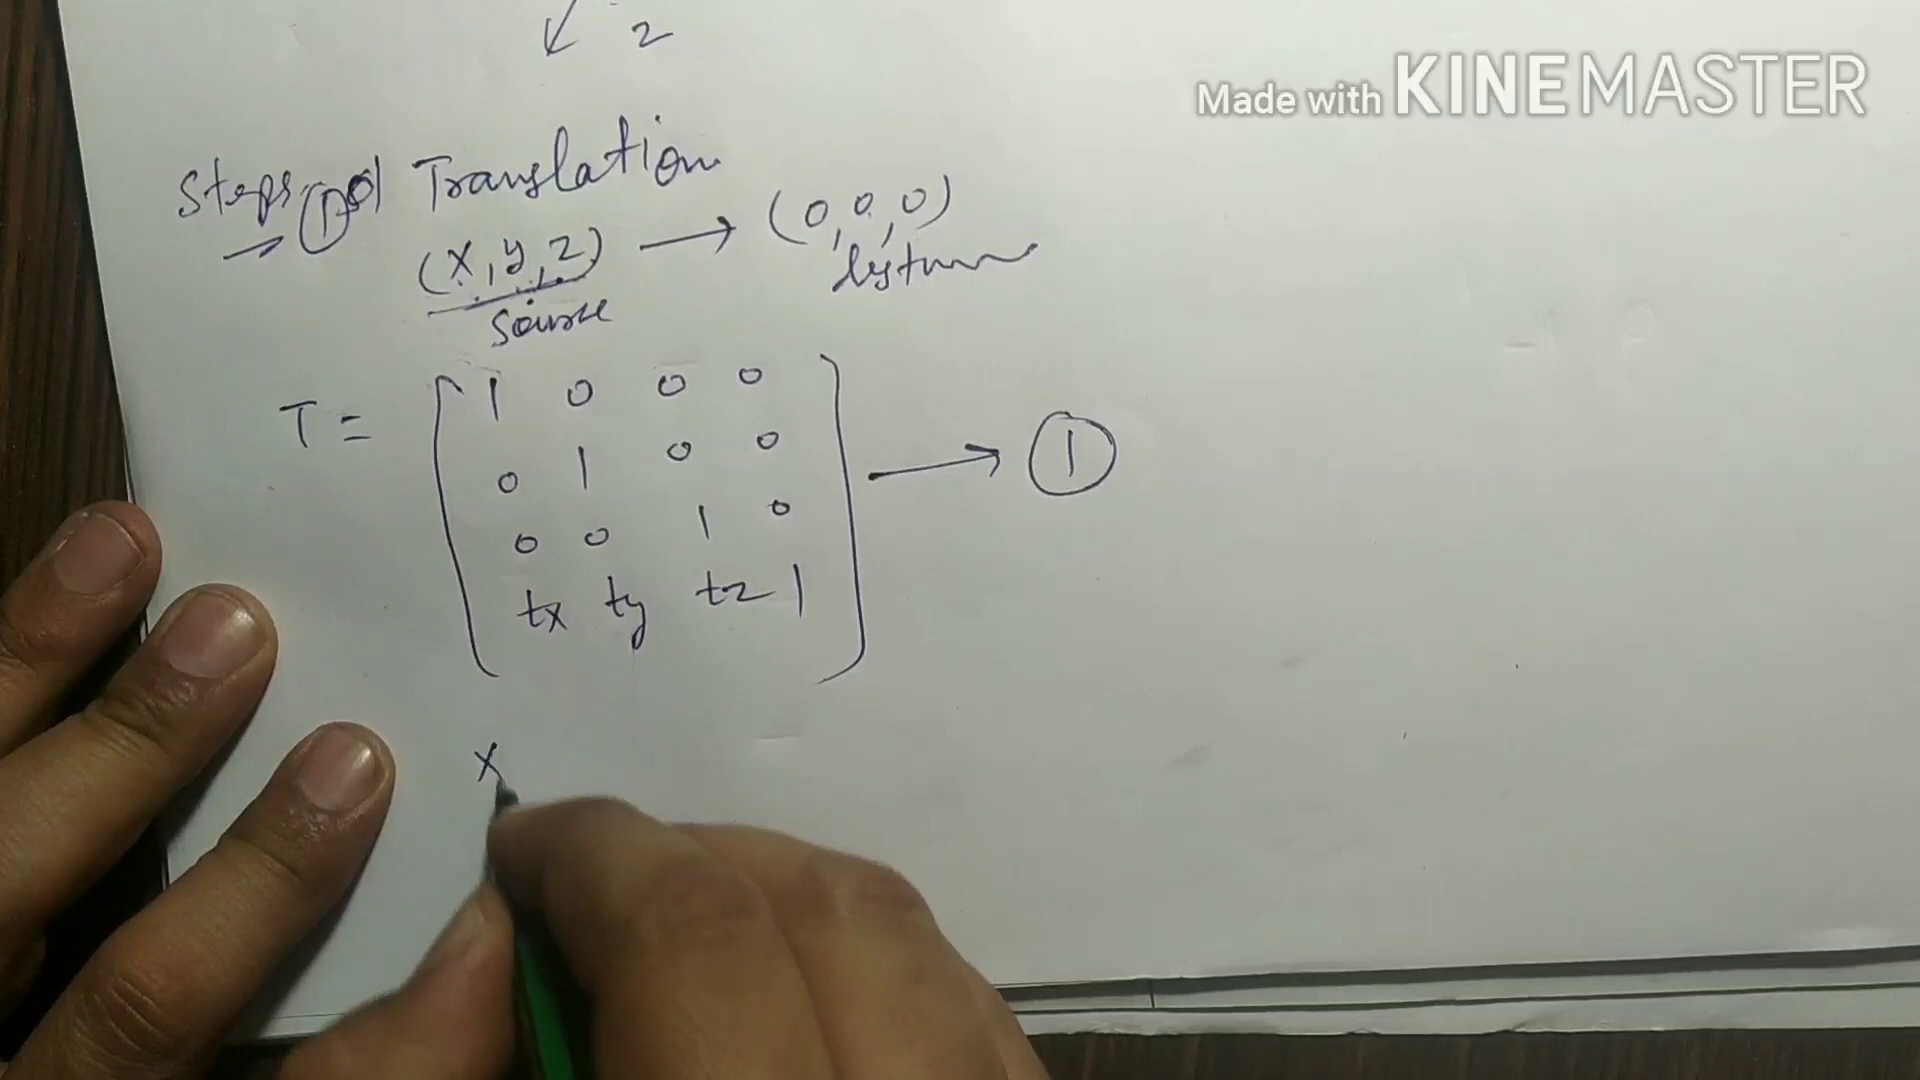 2
Made with KINEMASTER
Steps ① Translation
(x, y, z) → (0, 0, 0)
Source
T =
1 0 0 0
0 1 0 0
0 0 1 0
tx ty tz 1
→ ①
x